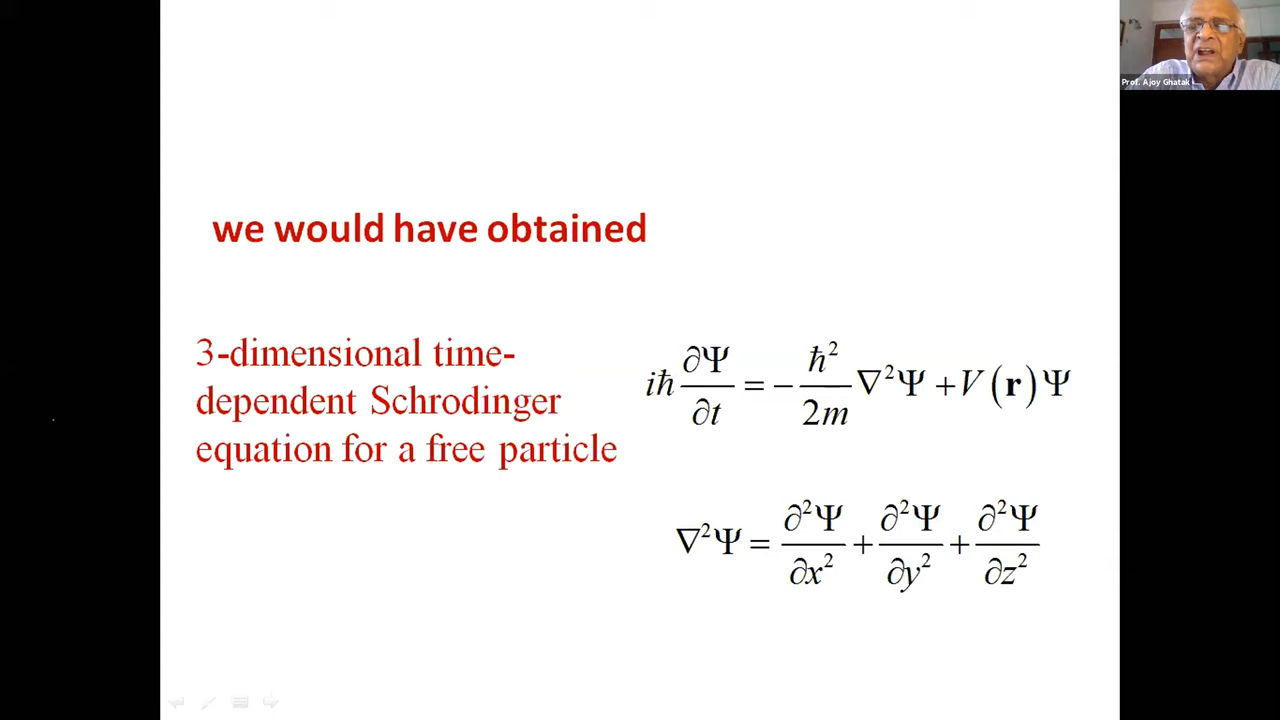 Prof. Ajoy Ghatak
we would have obtained
3-dimensional time-
dependent Schrodinger
equation for a free particle
iħ ∂Ψ/∂t = − ħ²/2m ∇²Ψ + V(𝐫)Ψ
∇²Ψ = ∂²Ψ/∂x² + ∂²Ψ/∂y² + ∂²Ψ/∂z²